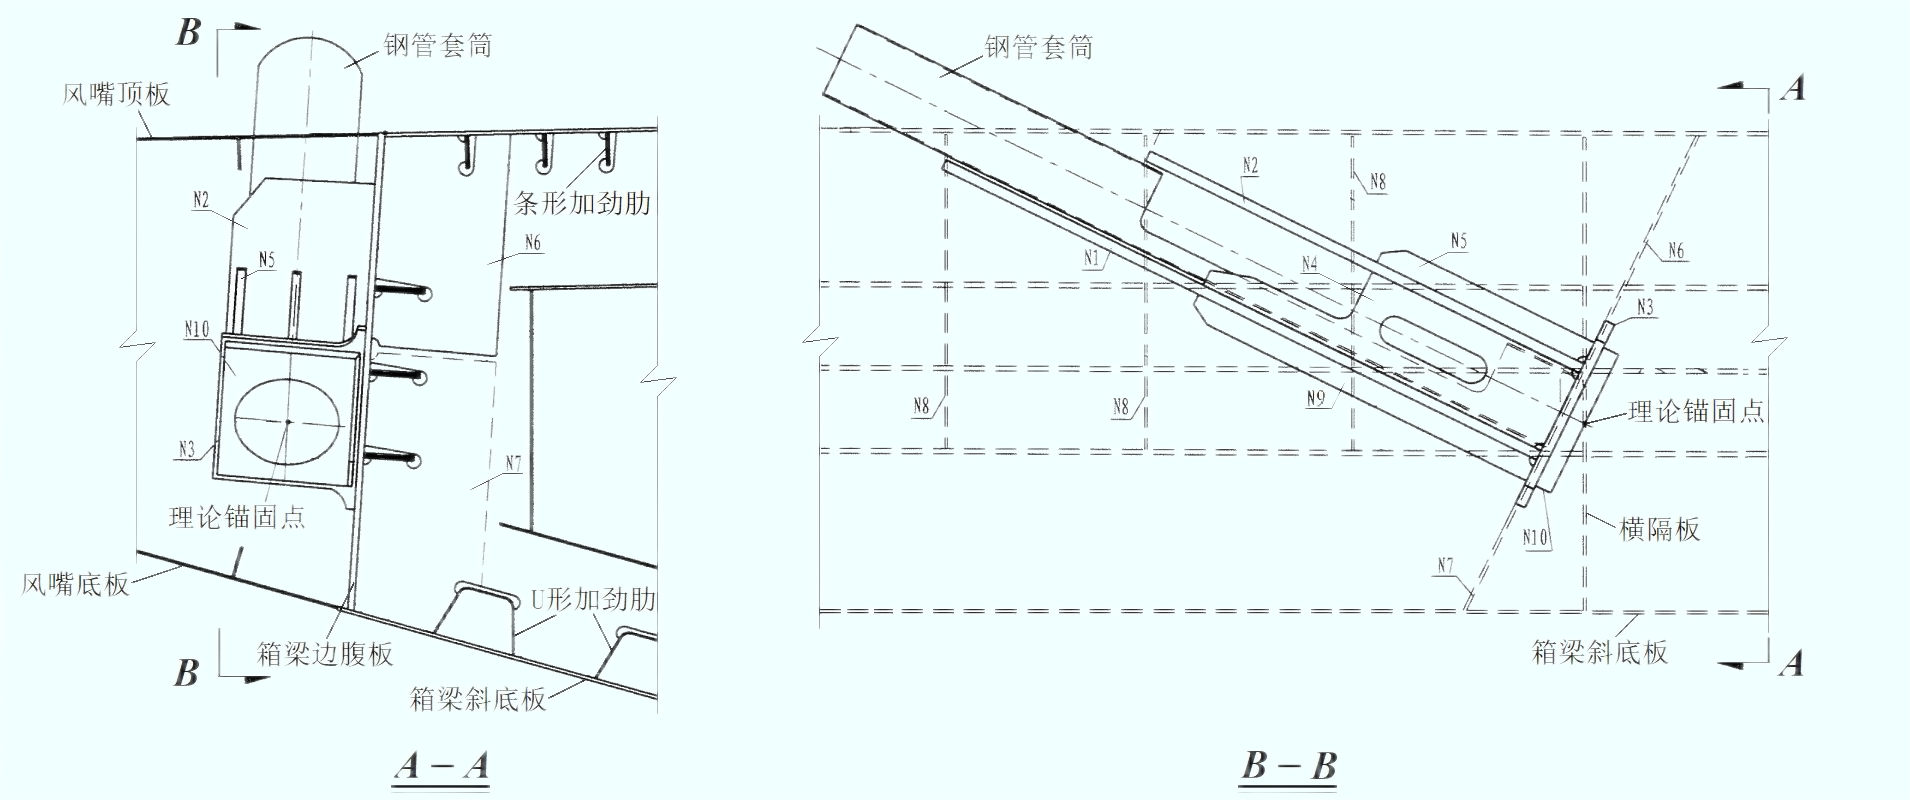 B
钢管套筒
风嘴顶板
条形加劲肋
N2
N6
N5
N10
N3
N7
理论锚固点
风嘴底板
U形加劲肋
箱梁边腹板
B
箱梁斜底板
A－A
钢管套筒
A
N2
N8
N5
N6
N1
N4
N3
N8
N8
N9
理论锚固点
N10
横隔板
N7
箱梁斜底板
A
B－B